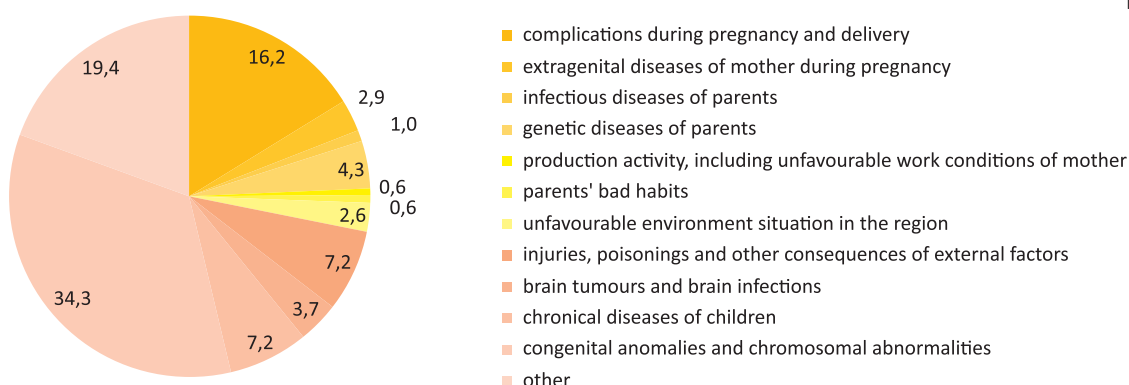 16,2
2,9
1,0
4,3
0,6
0,6
2,6
7,2
3,7
7,2
34,3
19,4
complications during pregnancy and delivery
extragenital diseases of mother during pregnancy
infectious diseases of parents
genetic diseases of parents
production activity, including unfavourable work conditions of mother
parents' bad habits
unfavourable environment situation in the region
injuries, poisonings and other consequences of external factors
brain tumours and brain infections
chronical diseases of children
congenital anomalies and chromosomal abnormalities
other